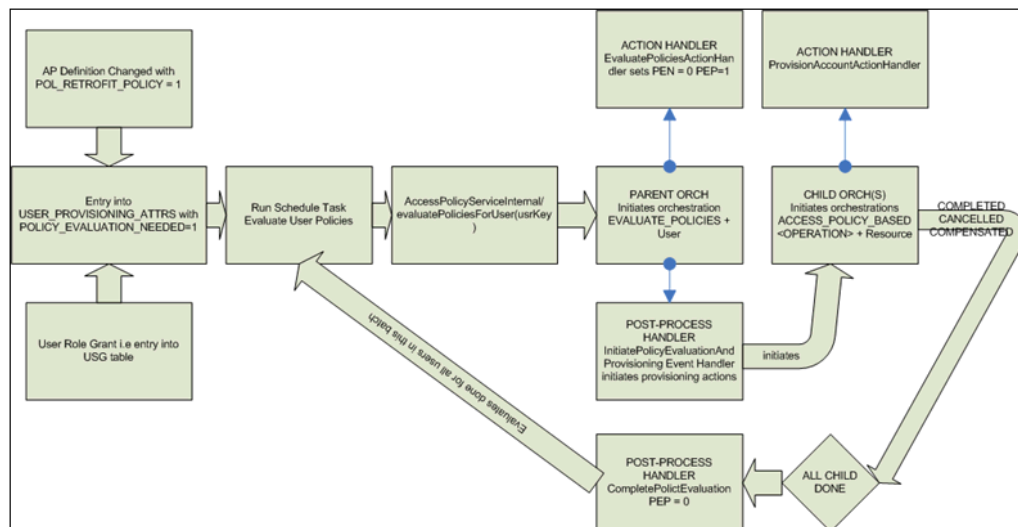 AP Definition Changed with
POL_RETROFIT_POLICY = 1
ACTION HANDLER
EvaluatePoliciesActionHan
dler sets PEN = 0 PEP=1
ACTION HANDLER
ProvisionAccountActionHandler
Entry into
USER_PROVISIONING_ATTRS with
POLICY_EVALUATION_NEEDED=1
Run Schedule Task
Evaluate User Policies
AccessPolicyServiceInternal/
evaluatePoliciesForUser(usrKey
)
PARENT ORCH
Initiates orchestration
EVALUATE_POLICIES +
User
CHILD ORCH(S)
Initiates orchestrations
ACCESS_POLICY_BASED
<OPERATION> + Resource
COMPLETED
CANCELLED
COMPENSATED
User Role Grant i.e entry into
USG table
POST-PROCESS
HANDLER
InitiatePolicyEvaluationAnd
Provisioning Event Handler
initiates provisioning actions
initiates
Evaluates done for all users in this batch
POST-PROCESS
HANDLER
CompletePolictEvaluation
PEP = 0
ALL CHILD
DONE